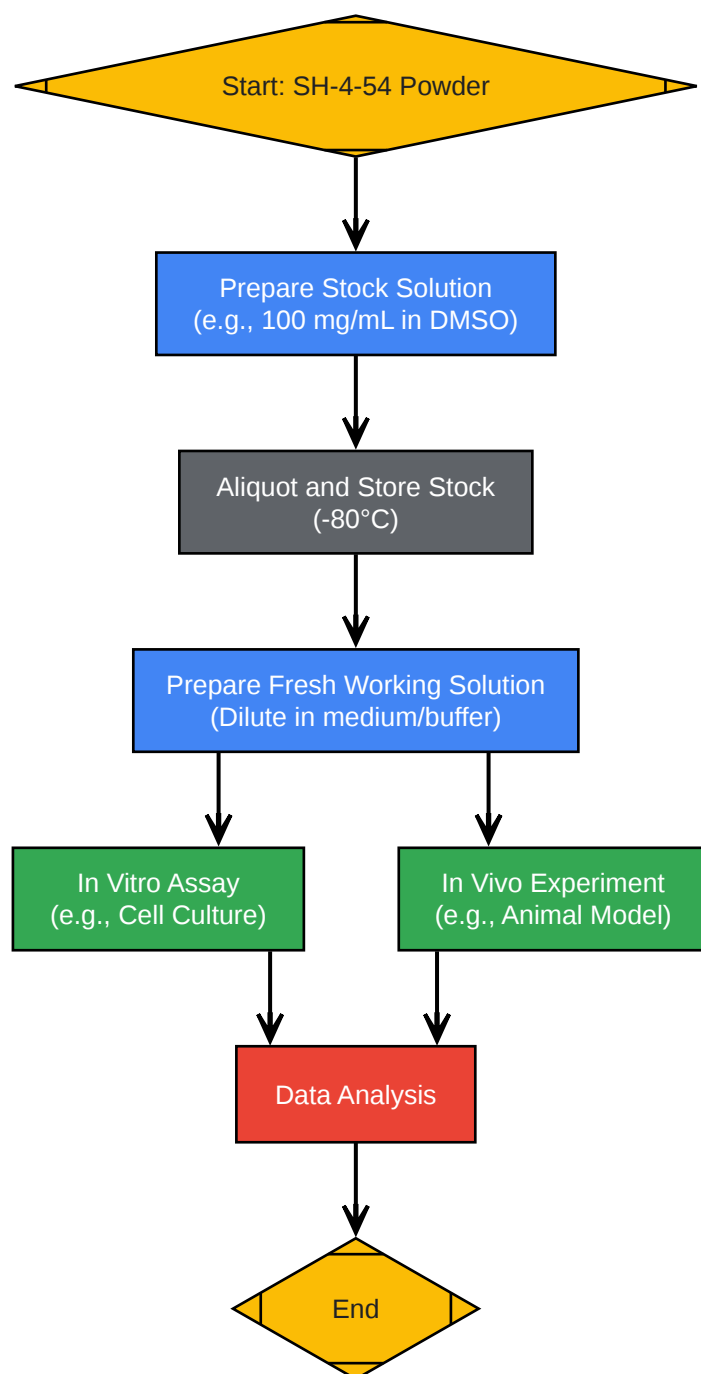 Start: SH-4-54 Powder
Prepare Stock Solution
(e.g., 100 mg/mL in DMSO)
Aliquot and Store Stock
(-80°C)
Prepare Fresh Working Solution
(Dilute in medium/buffer)
In Vitro Assay
(e.g., Cell Culture)
In Vivo Experiment
(e.g., Animal Model)
Data Analysis
End